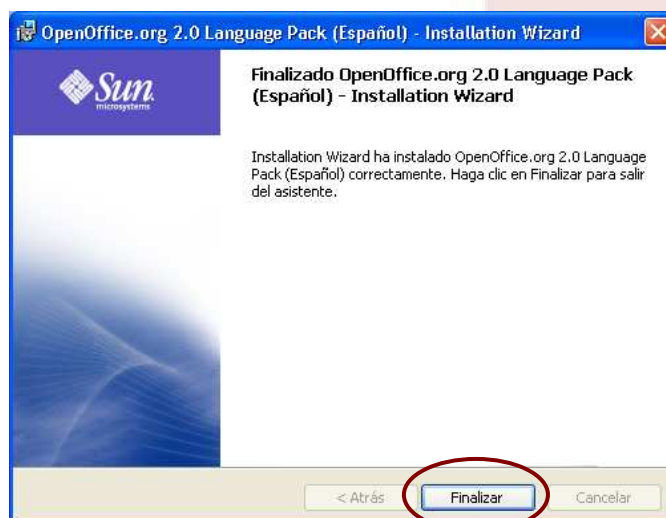 OpenOffice.org 2.0 Language Pack (Español) - Installation Wizard
Sun
microsystems
Finalizado OpenOffice.org 2.0 Language Pack
(Español) - Installation Wizard
Installation Wizard ha instalado OpenOffice.org 2.0 Language
Pack (Español) correctamente. Haga clic en Finalizar para salir
del asistente.
< Atrás
Finalizar
Cancelar